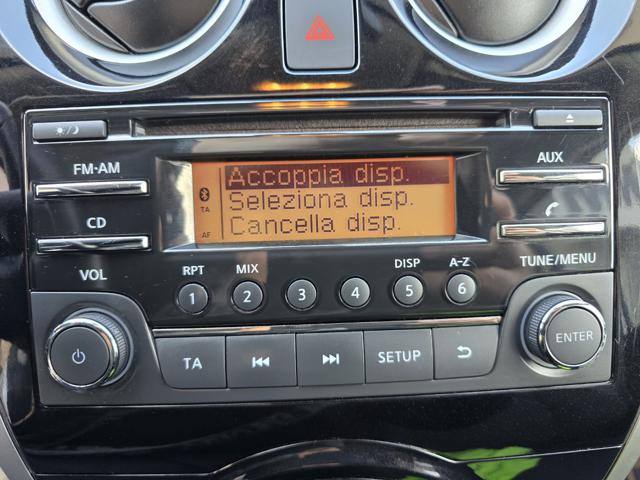 FM·AM
AUX
Accoppia disp.
Seleziona disp.
TA
Cancella disp.
AF
CD
VOL
RPT
MIX
DISP
A-Z
TUNE/MENU
1
2
3
4
5
6
ENTER
TA
SETUP